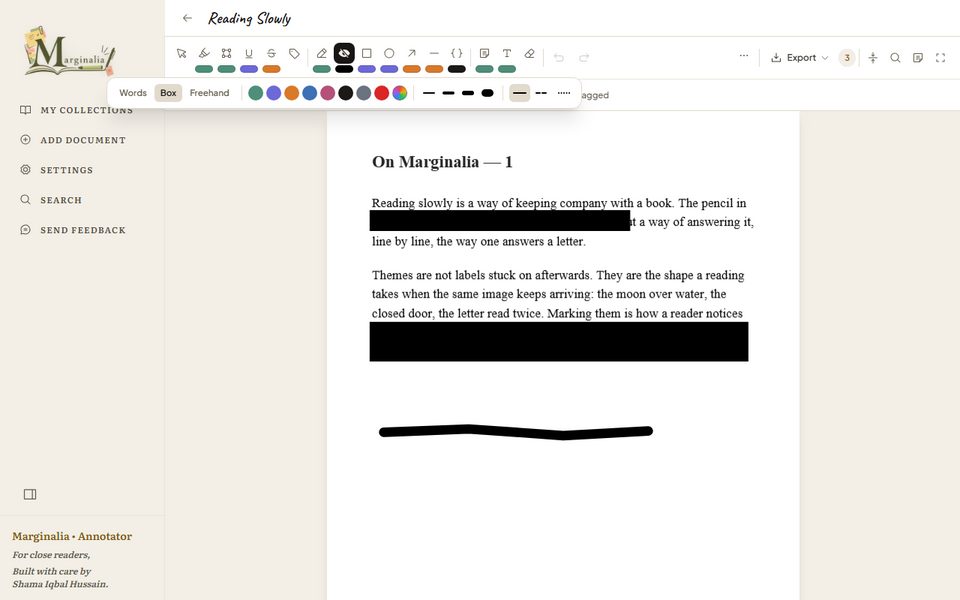 Marginalia
MY COLLECTIONS
ADD DOCUMENT
SETTINGS
SEARCH
SEND FEEDBACK
Marginalia • Annotator
For close readers,
Built with care by
Shama Iqbal Hussain.
Reading Slowly
Export
3
Words Box Freehand
agged
On Marginalia — 1
Reading slowly is a way of keeping company with a book. The pencil in
a way of answering it,
line by line, the way one answers a letter.
Themes are not labels stuck on afterwards. They are the shape a reading
takes when the same image keeps arriving: the moon over water, the
closed door, the letter read twice. Marking them is how a reader notices